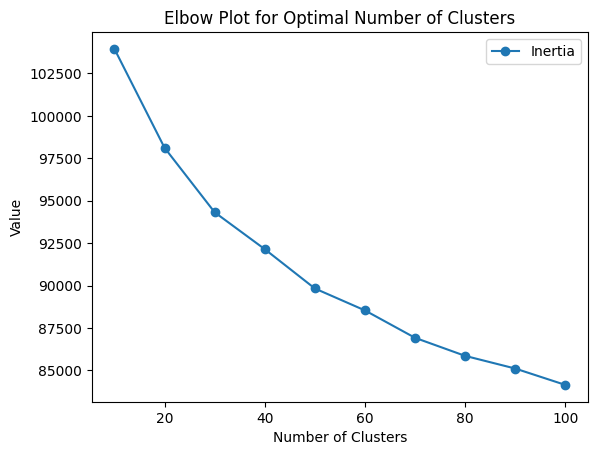 Elbow Plot for Optimal Number of Clusters
Inertia
Value
102500
100000
97500
95000
92500
90000
87500
85000
20 40 60 80 100
Number of Clusters